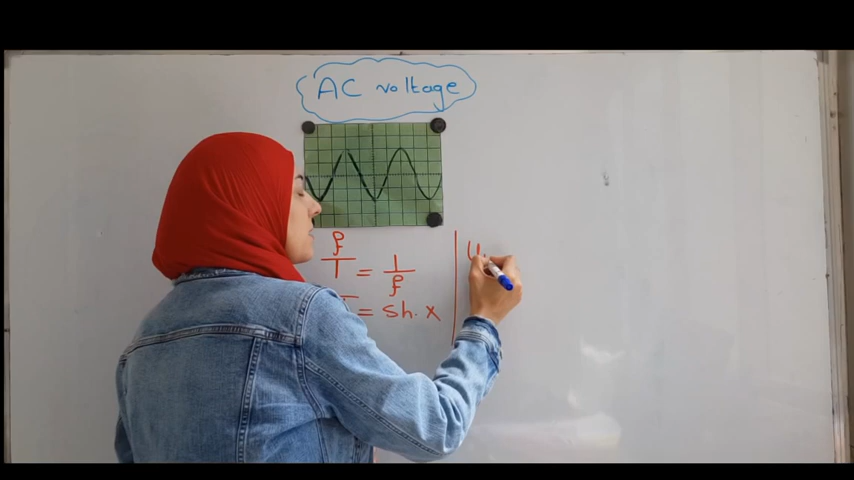 AC voltage
f
T = 1/f
= Sh. x
U